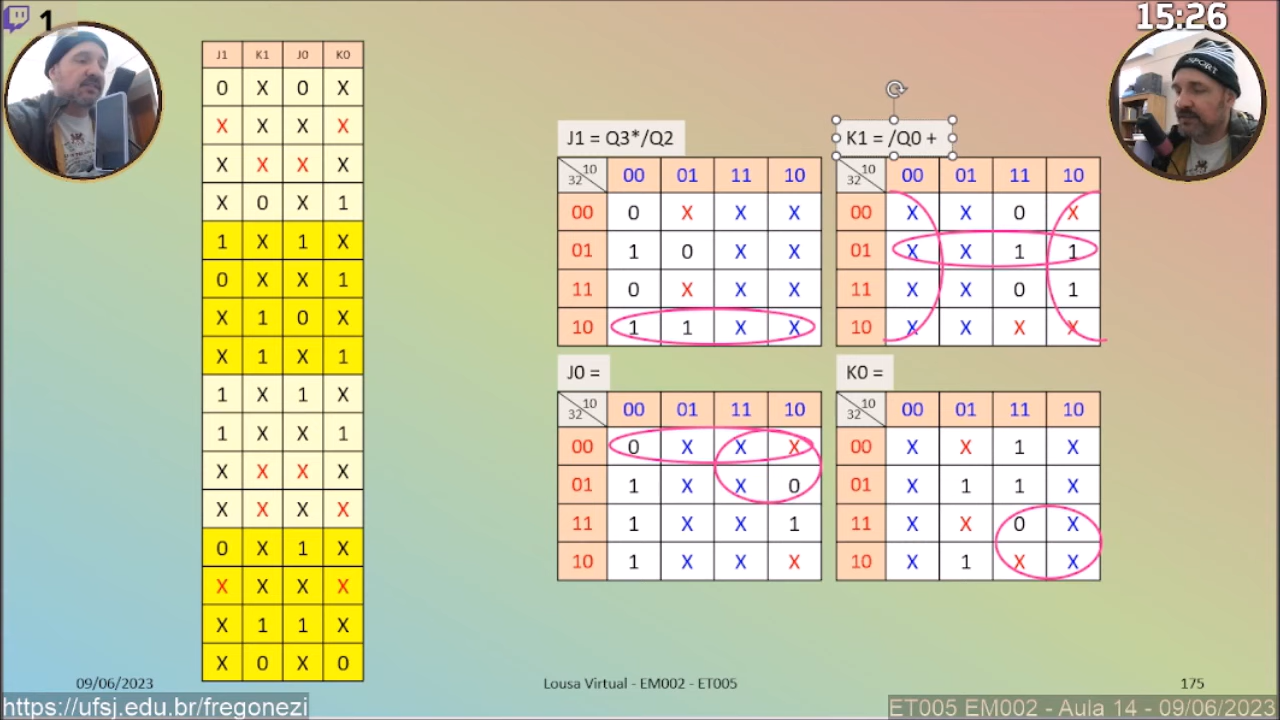 1
15:26
J1 K1 J0 K0
0 X 0 X
X X X X
X X X X
X 0 X 1
1 X 1 X
0 X X 1
X 1 0 X
X 1 X 1
1 X 1 X
1 X X 1
X X X X
X X X X
0 X 1 X
X X X X
X 1 1 X
X 0 X 0
J1 = Q3*/Q2
10
32 00 01 11 10
00 0 X X X
01 1 0 X X
11 0 X X X
10 1 1 X X
K1 = /Q0 +
10
32 00 01 11 10
00 X X 0 X
01 X X 1 1
11 X X 0 1
10 X X X X
J0 =
10
32 00 01 11 10
00 0 X X X
01 1 X X 0
11 1 X X 1
10 1 X X X
K0 =
10
32 00 01 11 10
00 X X 1 X
01 X 1 1 X
11 X X 0 X
10 X 1 X X
SPORT
09/06/2023
Lousa Virtual - EM002 - ET005
175
https://ufsj.edu.br/fregonezi
ET005 EM002 - Aula 14 - 09/06/2023